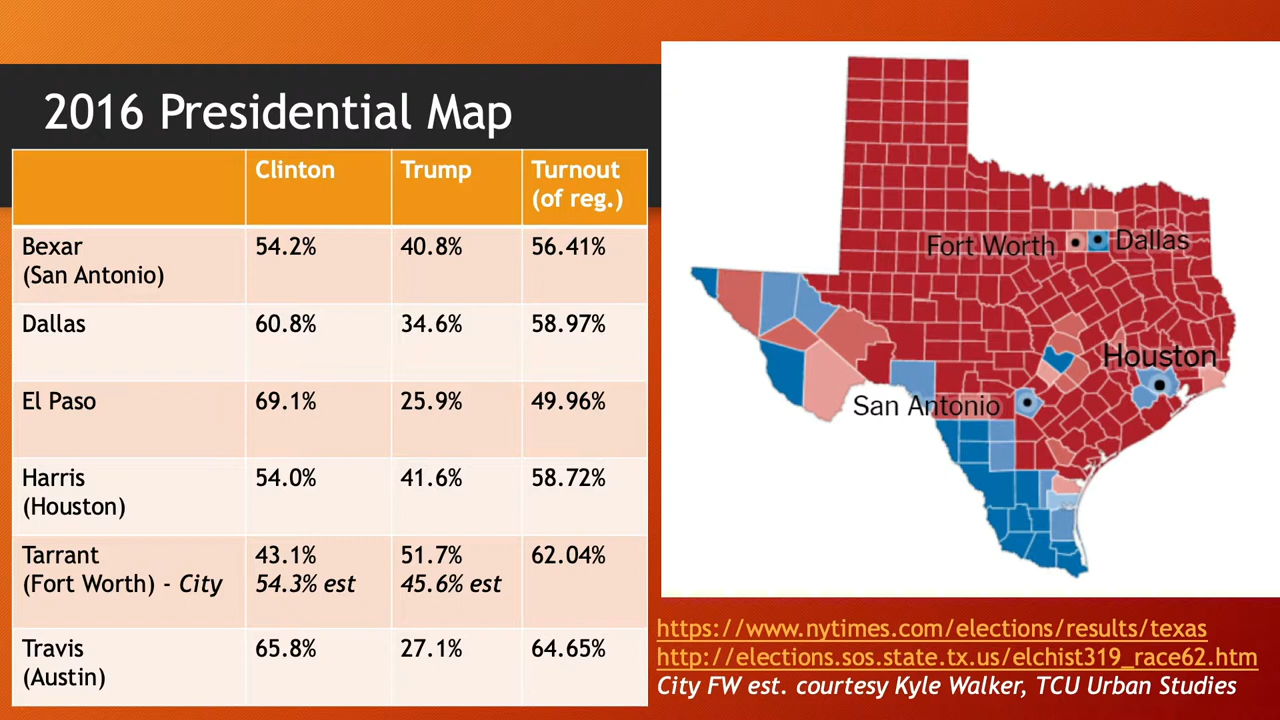 2016 Presidential Map
Clinton Trump Turnout
(of reg.)
Bexar 54.2% 40.8% 56.41%
(San Antonio)
Dallas 60.8% 34.6% 58.97%
El Paso 69.1% 25.9% 49.96%
Harris 54.0% 41.6% 58.72%
(Houston)
Tarrant 43.1% 51.7% 62.04%
(Fort Worth) - City 54.3% est 45.6% est
Travis 65.8% 27.1% 64.65%
(Austin)
Fort Worth Dallas
Houston
San Antonio
https://www.nytimes.com/elections/results/texas
http://elections.sos.state.tx.us/elchist319_race62.htm
City FW est. courtesy Kyle Walker, TCU Urban Studies